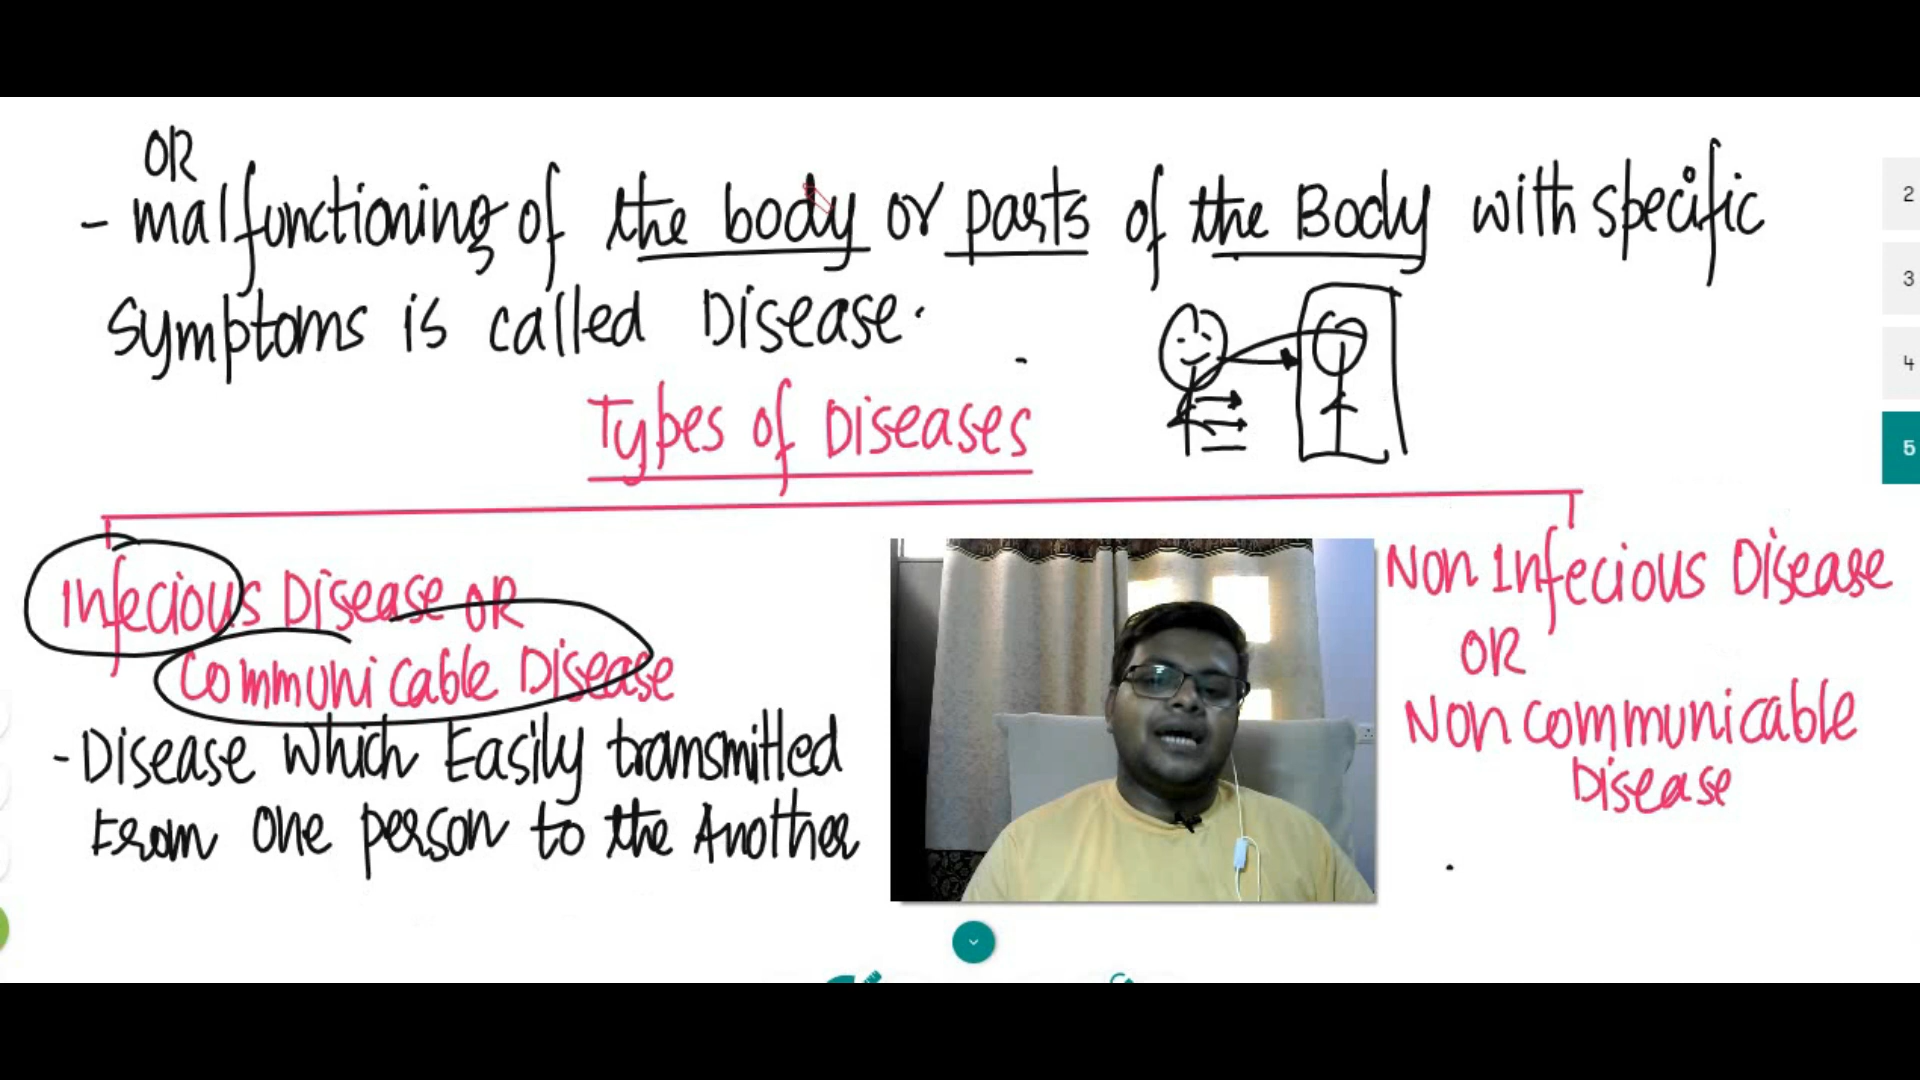 OR
- malfunctioning of the body or parts of the Body with specific
symptoms is called Disease.
Types of Diseases
Infecious Disease OR
Communicable Disease
- Disease which Easily transmitted
From One person to the Another
Non Infecious Disease
OR
Non communicable
Disease
2
3
4
5